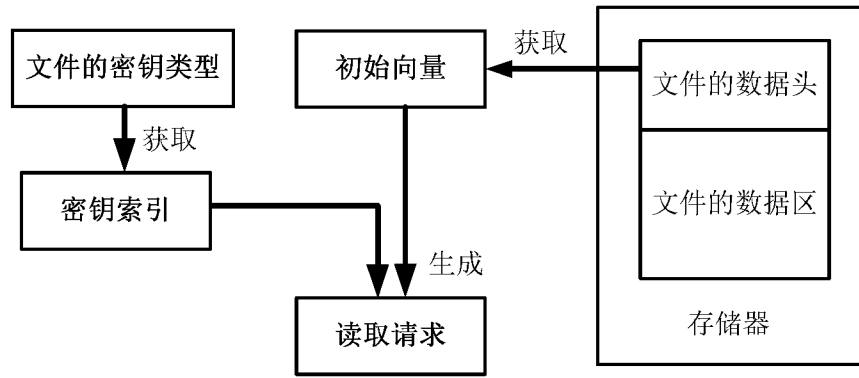 文件的密钥类型
初始向量
获取
文件的数据头
获取
密钥索引
文件的数据区
生成
读取请求
存储器